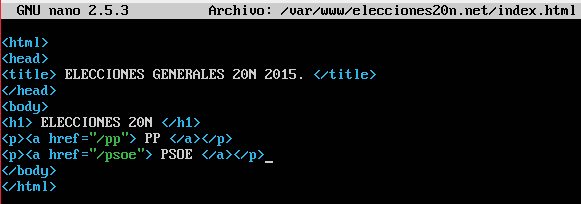 GNU nano 2.5.3 Archivo: /var/www/elecciones20n.net/index.html
<html>
<head>
<title> ELECCIONES GENERALES 20N 2015. </title>
</head>
<body>
<h1> ELECCIONES 20N </h1>
<p><a href="/pp"> PP </a></p>
<p><a href="/psoe"> PSOE </a></p>
</body>
</html>